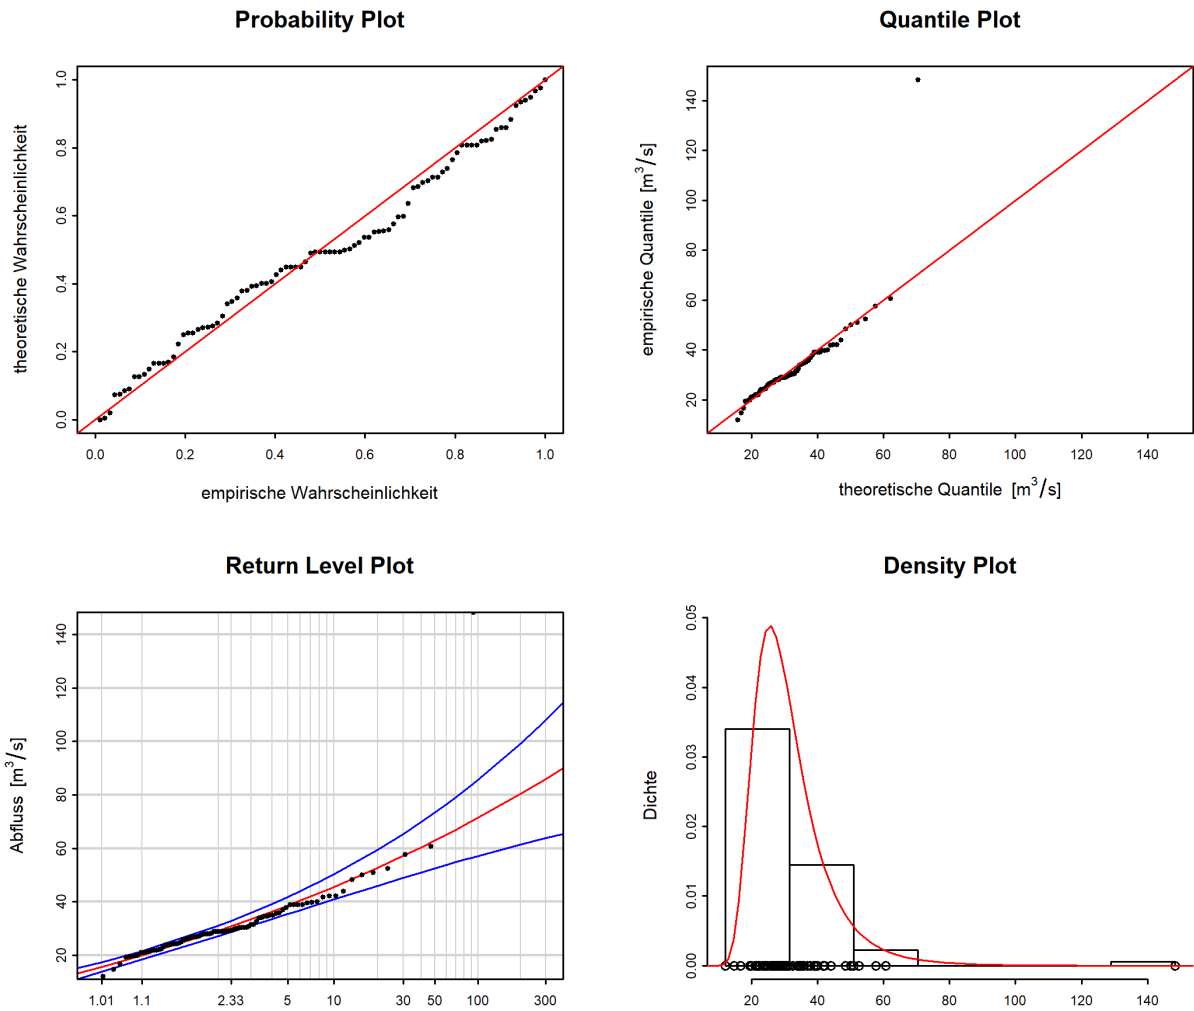 Probability Plot
theoretische Wahrscheinlichkeit
0.0 0.2 0.4 0.6 0.8 1.0
0.0 0.2 0.4 0.6 0.8 1.0
empirische Wahrscheinlichkeit
Quantile Plot
empirische Quantile [m³/s]
20 40 60 80 100 120 140
20 40 60 80 100 120 140
theoretische Quantile [m³/s]
Return Level Plot
Abfluss [m³/s]
20 40 60 80 100 120 140
1.01 1.1 2.33 5 10 30 50 100 300
Density Plot
Dichte
0.00 0.01 0.02 0.03 0.04 0.05
20 40 60 80 100 120 140